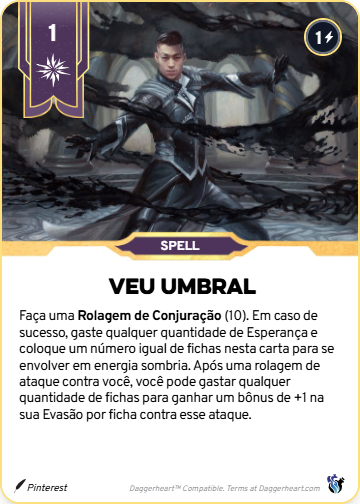 1
1
SPELL
VEU UMBRAL
Faça uma Rolagem de Conjuração (10). Em caso de
sucesso, gaste qualquer quantidade de Esperança e
coloque um número igual de fichas nesta carta para se
envolver em energia sombria. Após uma rolagem de
ataque contra você, você pode gastar qualquer
quantidade de fichas para ganhar um bônus de +1 na
sua Evasão por ficha contra esse ataque.
Pinterest
Daggerheart™ Compatible. Terms at Daggerheart.com